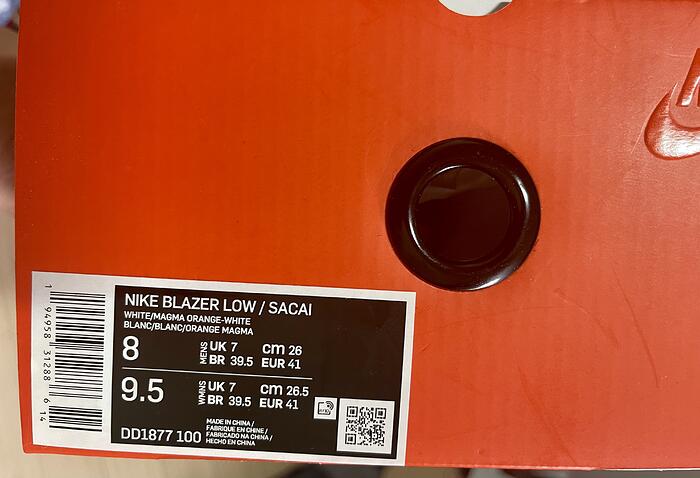 NIKE BLAZER LOW / SACAI
WHITE/MAGMA ORANGE-WHITE
BLANC/BLANC/ORANGE MAGMA
8 MENS UK 7 cm 26
BR 39.5 EUR 41
9.5 WMNS UK 7 cm 26.5
BR 39.5 EUR 41
DD1877 100
MADE IN CHINA /
FABRIQUE EN CHINE /
FABRICADO NA CHINA /
HECHO EN CHINA
1 94958 31288 6 14